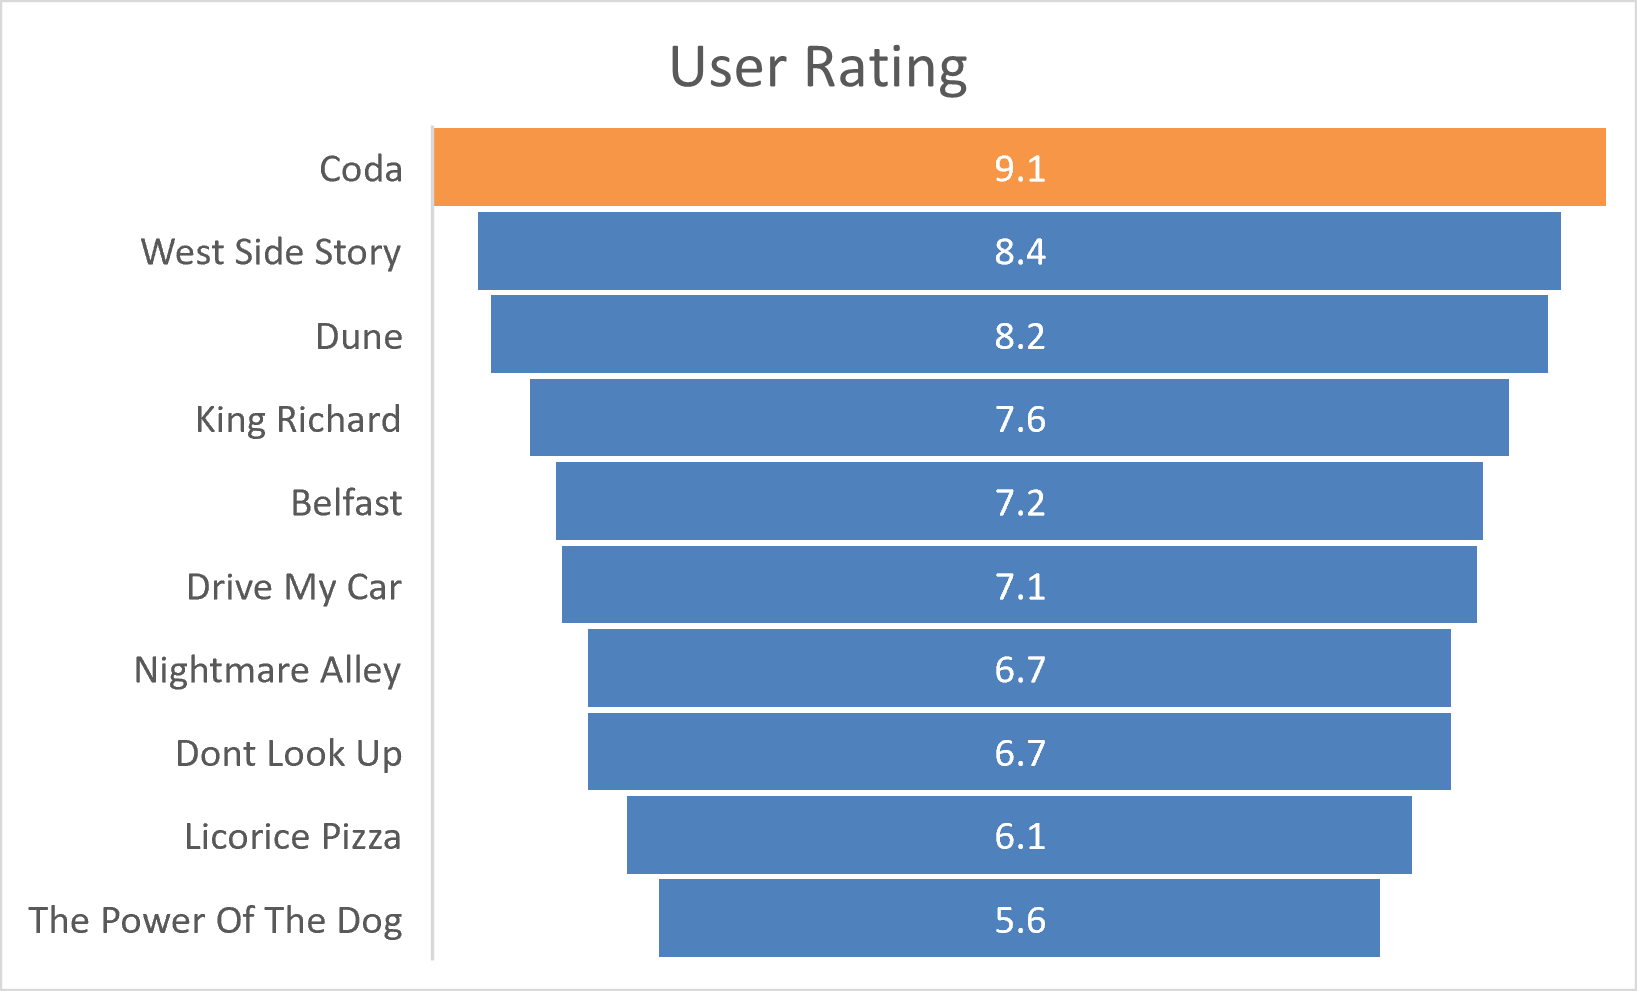 User Rating
Coda 9.1
West Side Story 8.4
Dune 8.2
King Richard 7.6
Belfast 7.2
Drive My Car 7.1
Nightmare Alley 6.7
Dont Look Up 6.7
Licorice Pizza 6.1
The Power Of The Dog 5.6